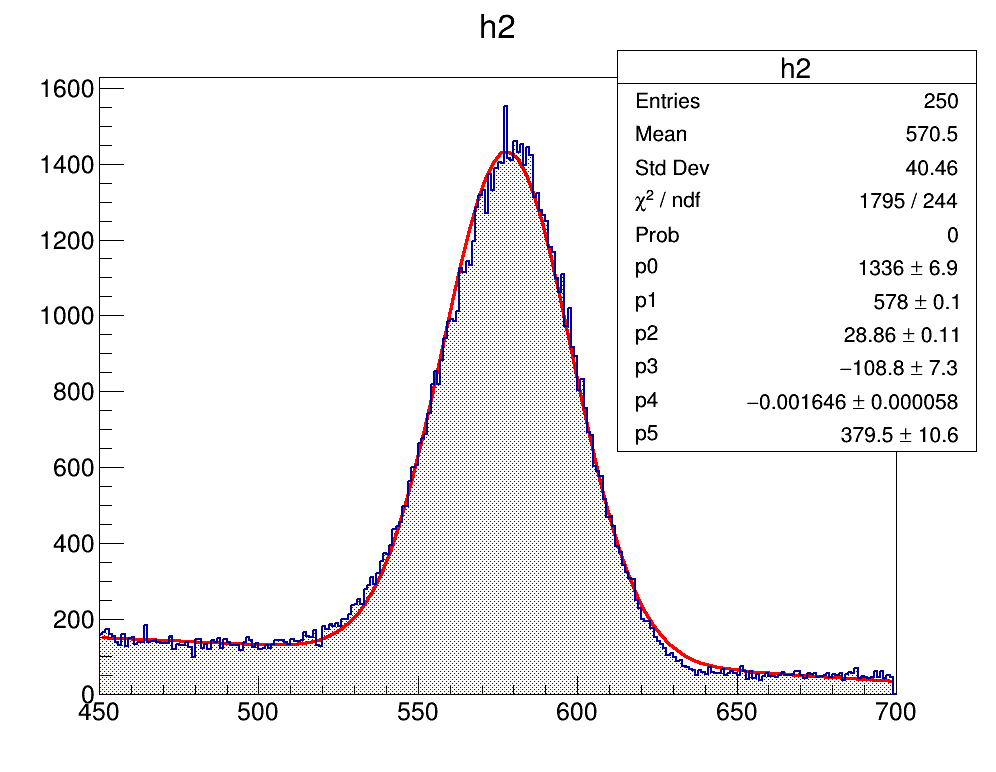 h2
h2
Entries 250
Mean 570.5
Std Dev 40.46
χ² / ndf 1795 / 244
Prob 0
p0 1336 ± 6.9
p1 578 ± 0.1
p2 28.86 ± 0.11
p3 −108.8 ± 7.3
p4 −0.001646 ± 0.000058
p5 379.5 ± 10.6
1600
1400
1200
1000
800
600
400
200
0
450 500 550 600 650 700